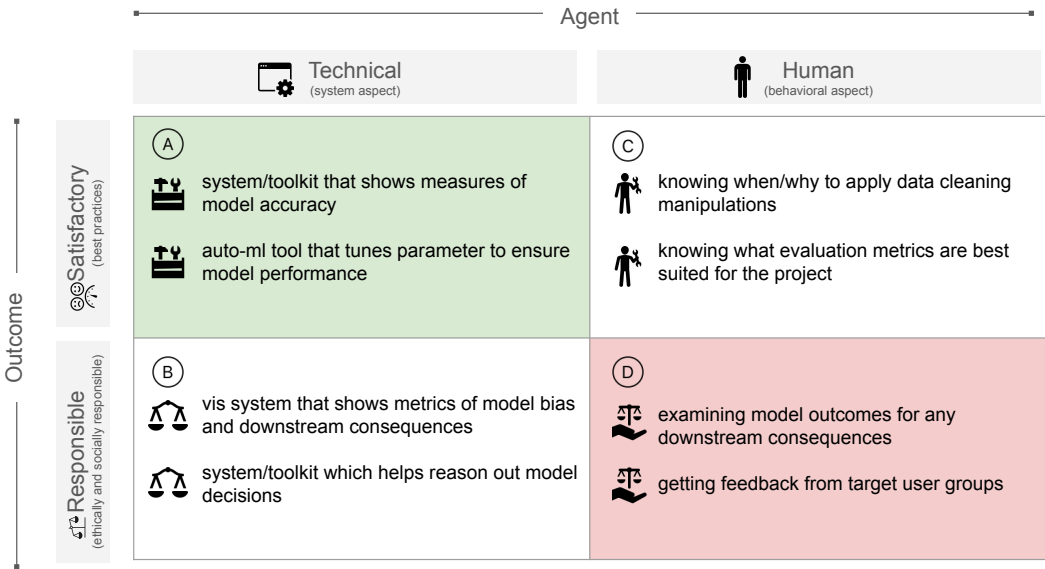 Agent
Technical
(system aspect)
Human
(behavioral aspect)
Outcome
Satisfactory
(best practices)
A
system/toolkit that shows measures of
model accuracy
auto-ml tool that tunes parameter to ensure
model performance
C
knowing when/why to apply data cleaning
manipulations
knowing what evaluation metrics are best
suited for the project
Responsible
(ethically and socially responsible)
B
vis system that shows metrics of model bias
and downstream consequences
system/toolkit which helps reason out model
decisions
D
examining model outcomes for any
downstream consequences
getting feedback from target user groups